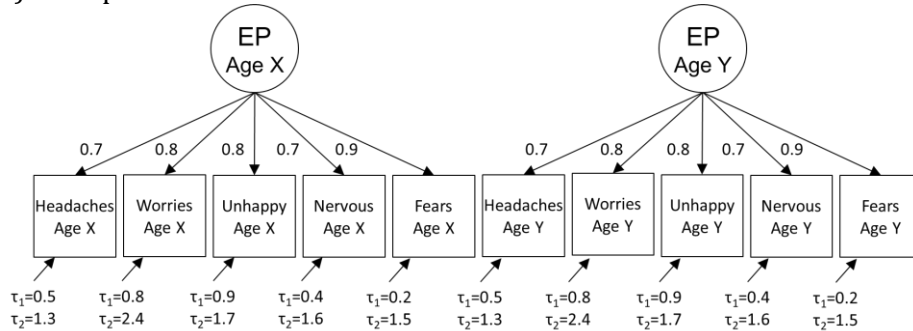 EP
Age X
EP
Age Y
0.7 0.8 0.8 0.7 0.9 0.7 0.8 0.8 0.7 0.9
Headaches Worries Unhappy Nervous Fears Headaches Worries Unhappy Nervous Fears
Age X Age X Age X Age X Age X Age Y Age Y Age Y Age Y Age Y
τ₁=0.5 τ₁=0.8 τ₁=0.9 τ₁=0.4 τ₁=0.2 τ₁=0.5 τ₁=0.8 τ₁=0.9 τ₁=0.4 τ₁=0.2
τ₂=1.3 τ₂=2.4 τ₂=1.7 τ₂=1.6 τ₂=1.5 τ₂=1.3 τ₂=2.4 τ₂=1.7 τ₂=1.6 τ₂=1.5